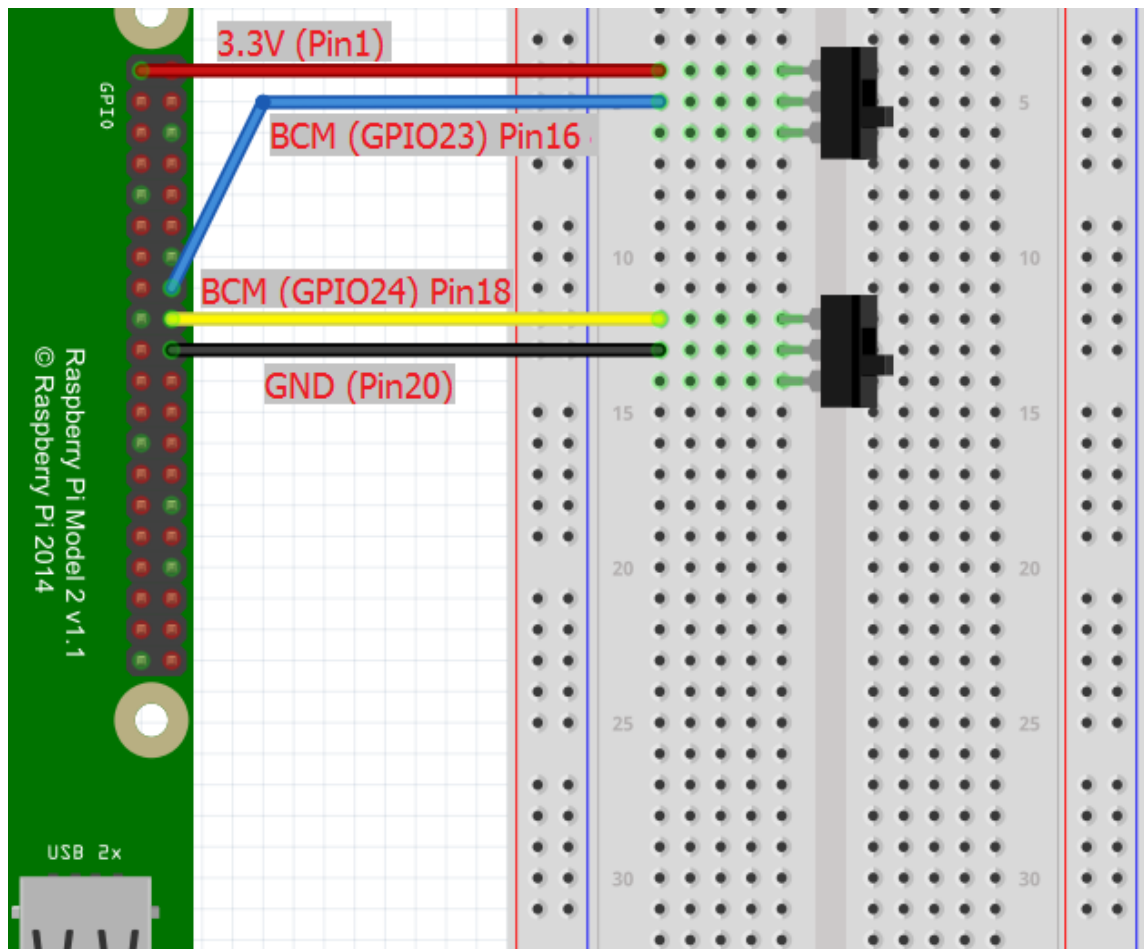 3.3V (Pin1)
GPIO
BCM (GPIO23) Pin16
BCM (GPIO24) Pin18
GND (Pin20)
Raspberry Pi Model 2 v1.1
© Raspberry Pi 2014
USB 2x
5
10
10
15
15
20
20
25
25
30
30